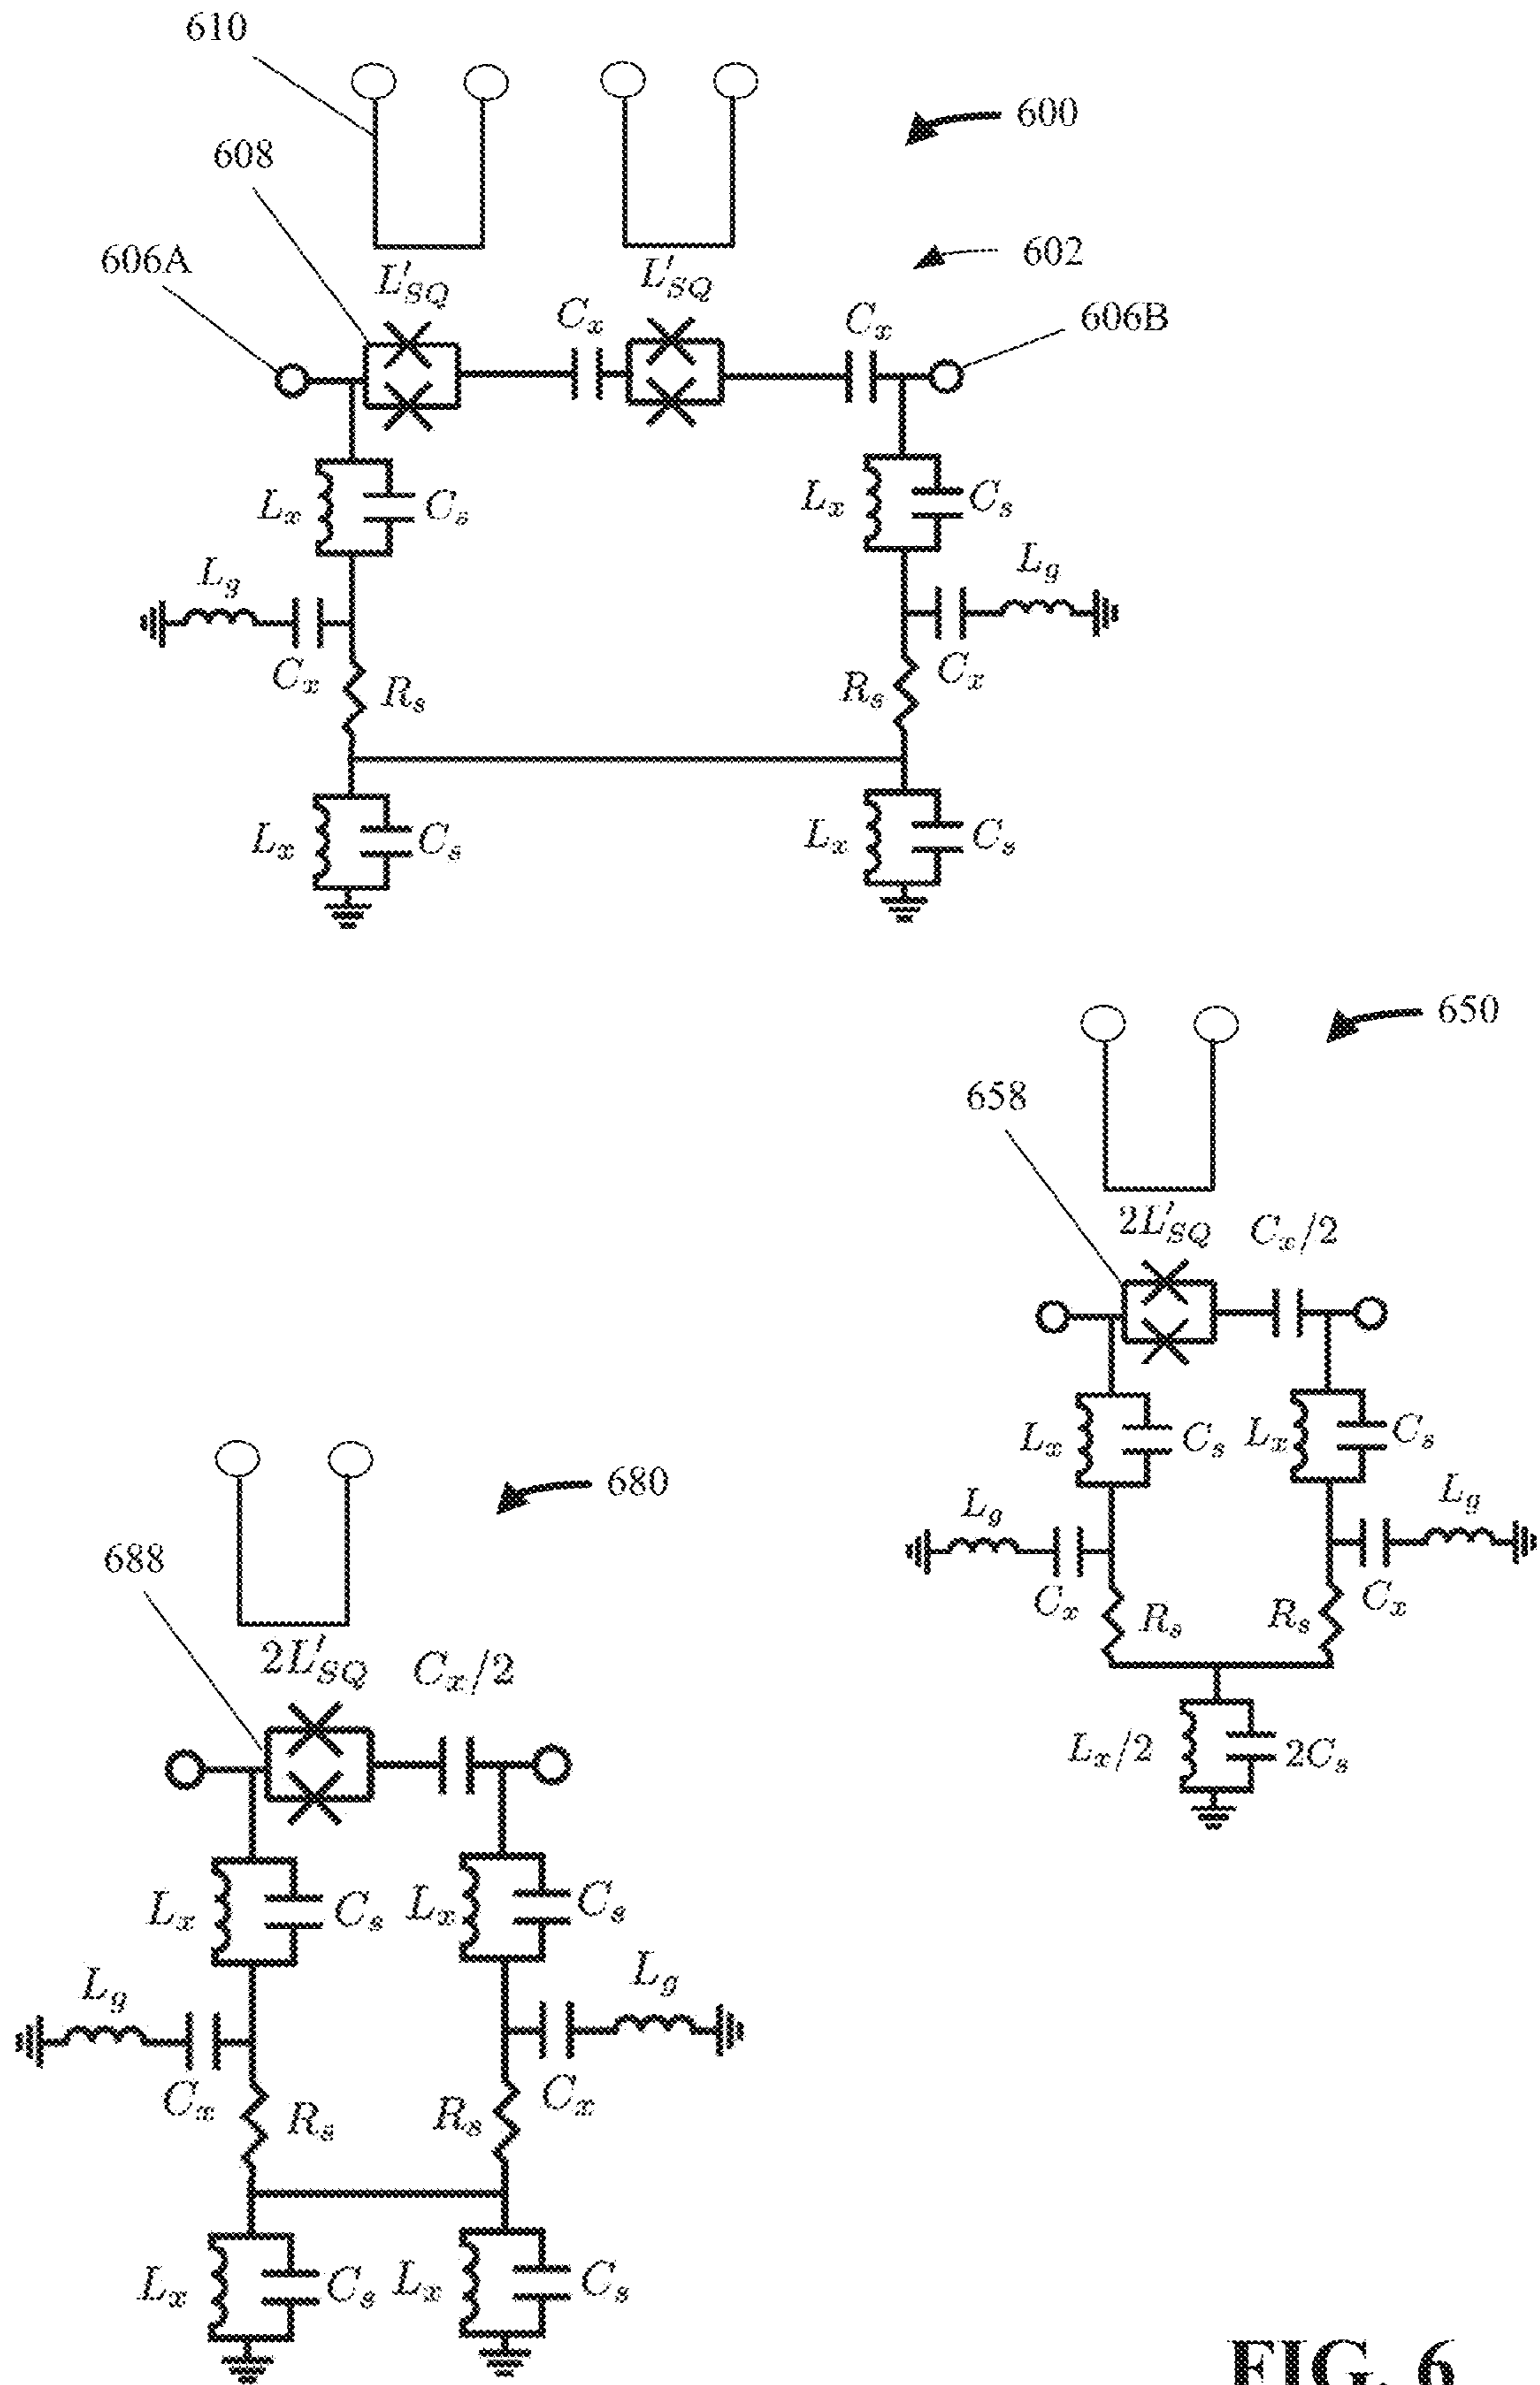 610
600
608
602
606A
L'SQ
L'SQ
606B
Cx
Cx
Lx
Cs
Lx
Cs
Lg
Lg
Cx
Rs
Rs
Cx
Lx
Cs
Lx
Cs
650
658
2L'SQ
Cx/2
Lx
Cs
Lx
Cs
Lg
Lg
Cx
Rs
Rs
Cx
Lx/2
2Cs
680
688
2L'SQ
Cx/2
Lx
Cs
Lx
Cs
Lg
Lg
Cx
Rs
Rs
Cx
Lx
Cs
Lx
Cs
FIG. 6